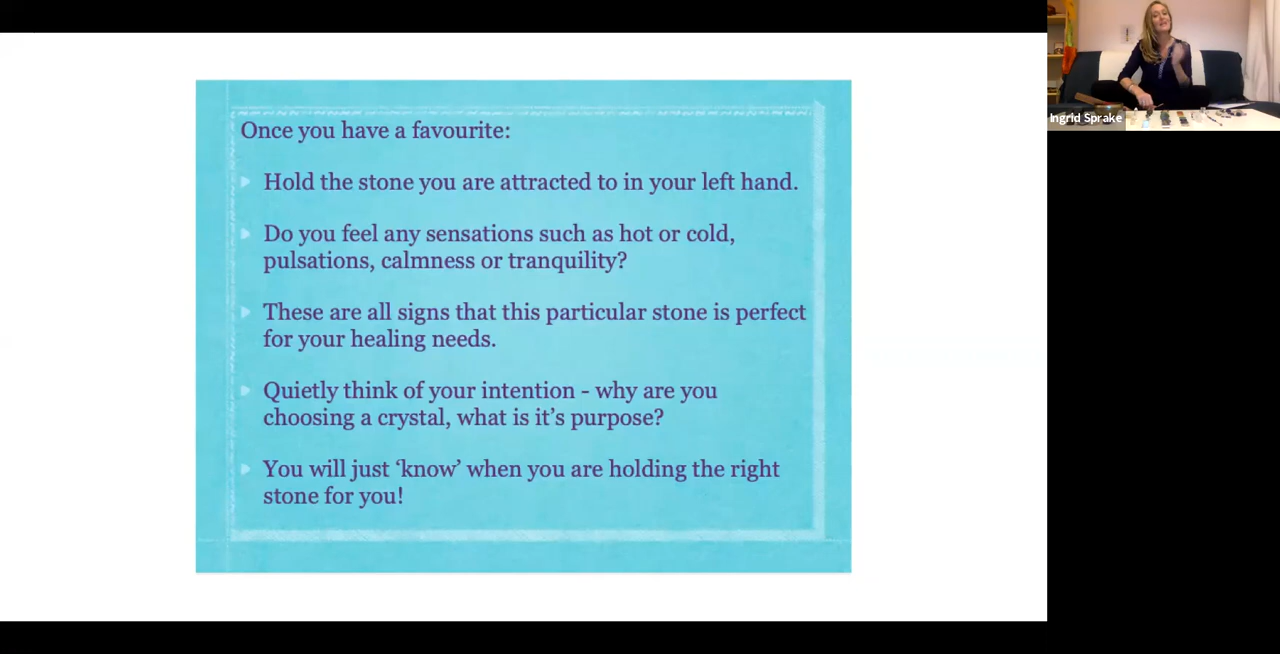 Once you have a favourite:
Hold the stone you are attracted to in your left hand.
Do you feel any sensations such as hot or cold,
pulsations, calmness or tranquility?
These are all signs that this particular stone is perfect
for your healing needs.
Quietly think of your intention - why are you
choosing a crystal, what is it’s purpose?
You will just ‘know’ when you are holding the right
stone for you!
Ingrid Sprake